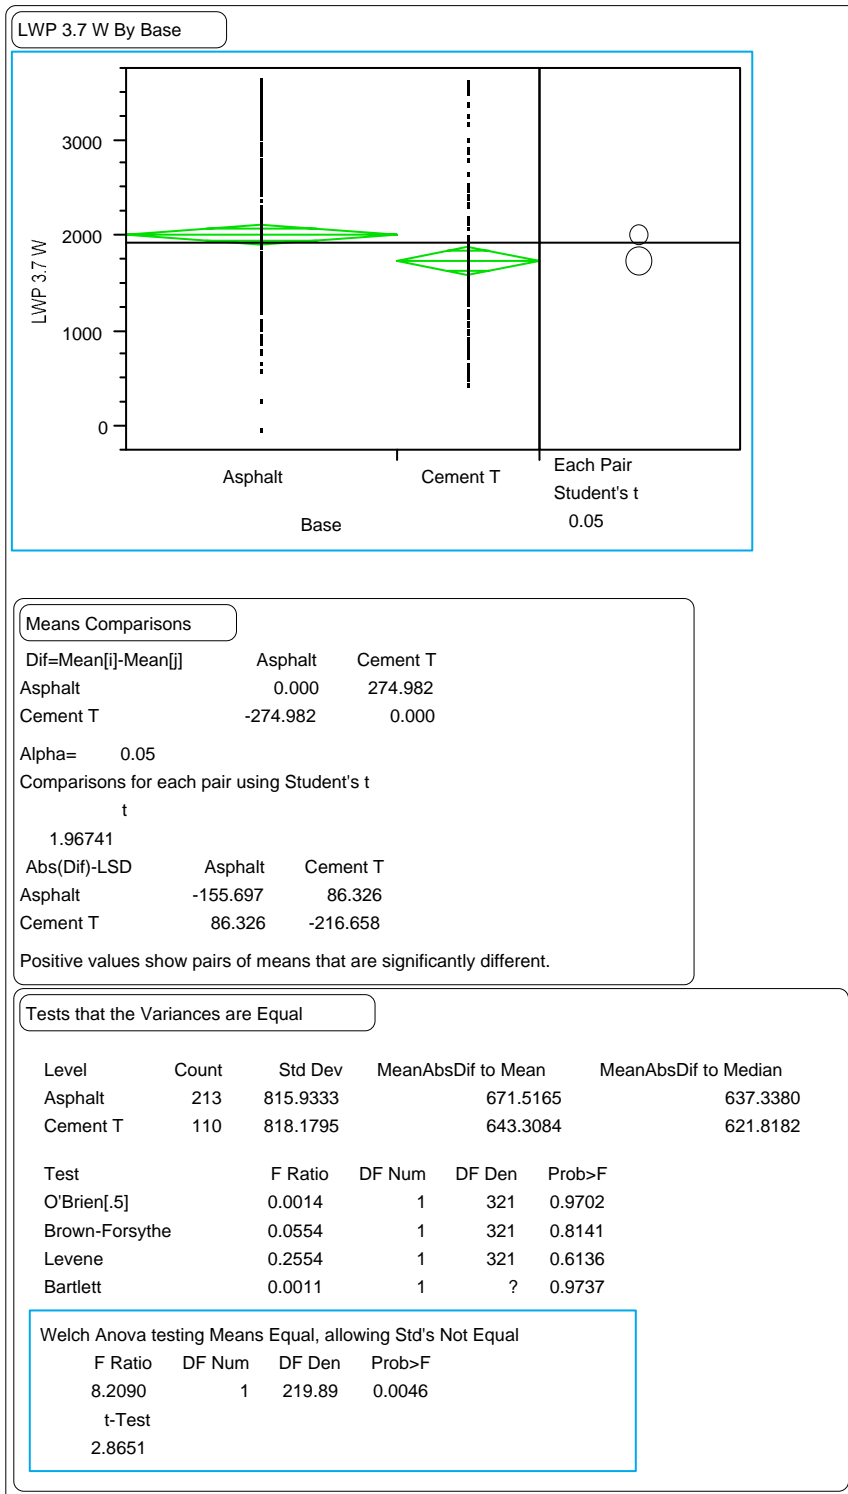 LWP 3.7 W By Base
3000
2000
1000
0
LWP 3.7 W
Asphalt Cement T Each Pair
Student's t
0.05
Base
Means Comparisons
Dif=Mean[i]-Mean[j] Asphalt Cement T
Asphalt 0.000 274.982
Cement T -274.982 0.000
Alpha= 0.05
Comparisons for each pair using Student's t
t
1.96741
Abs(Dif)-LSD Asphalt Cement T
Asphalt -155.697 86.326
Cement T 86.326 -216.658
Positive values show pairs of means that are significantly different.
Tests that the Variances are Equal
Level Count Std Dev MeanAbsDif to Mean MeanAbsDif to Median
Asphalt 213 815.9333 671.5165 637.3380
Cement T 110 818.1795 643.3084 621.8182
Test F Ratio DF Num DF Den Prob>F
O'Brien[.5] 0.0014 1 321 0.9702
Brown-Forsythe 0.0554 1 321 0.8141
Levene 0.2554 1 321 0.6136
Bartlett 0.0011 1 ? 0.9737
Welch Anova testing Means Equal, allowing Std's Not Equal
F Ratio DF Num DF Den Prob>F
8.2090 1 219.89 0.0046
t-Test
2.8651